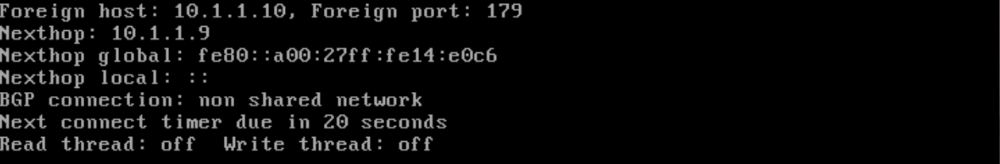 Foreign host: 10.1.1.10, Foreign port: 179
Nexthop: 10.1.1.9
Nexthop global: fe80::a00:27ff:fe14:e0c6
Nexthop local: ::
BGP connection: non shared network
Next connect timer due in 20 seconds
Read thread: off  Write thread: off